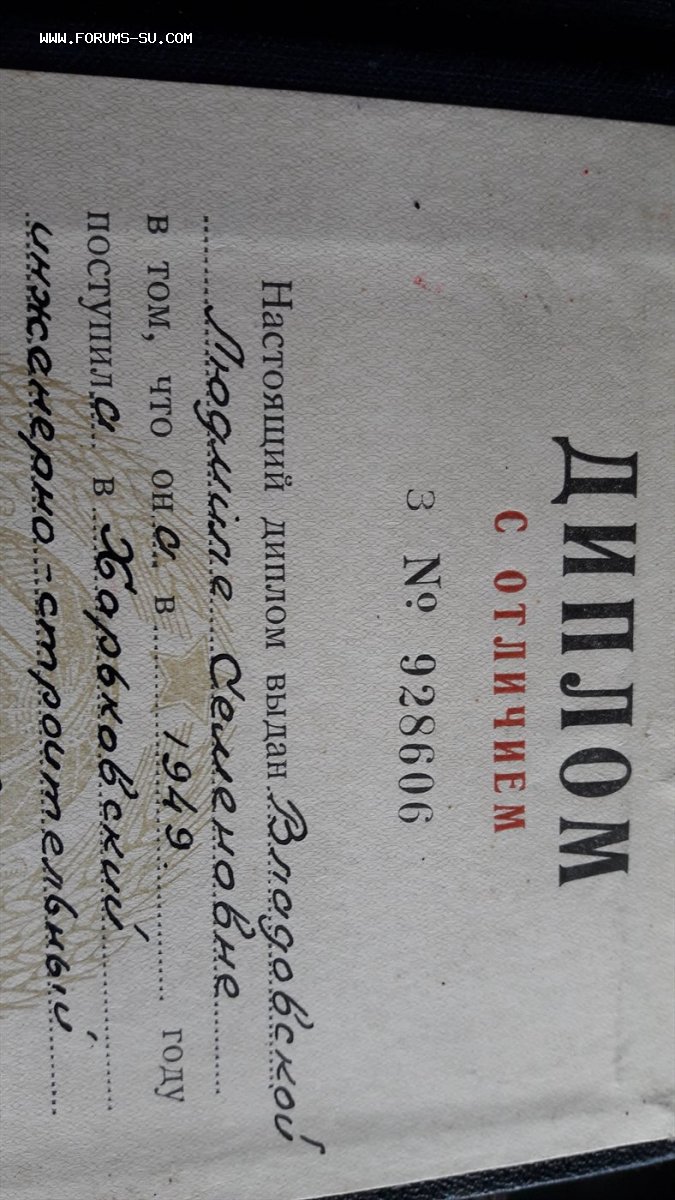 WWW.FORUMS-SU.COM
ДИПЛОМ
С ОТЛИЧИЕМ
З № 928606
Настоящий диплом выдан Владовской
Людмиле Семеновне
в том, что она в 1949. году
поступила в Харьковский
инженерно-строительный